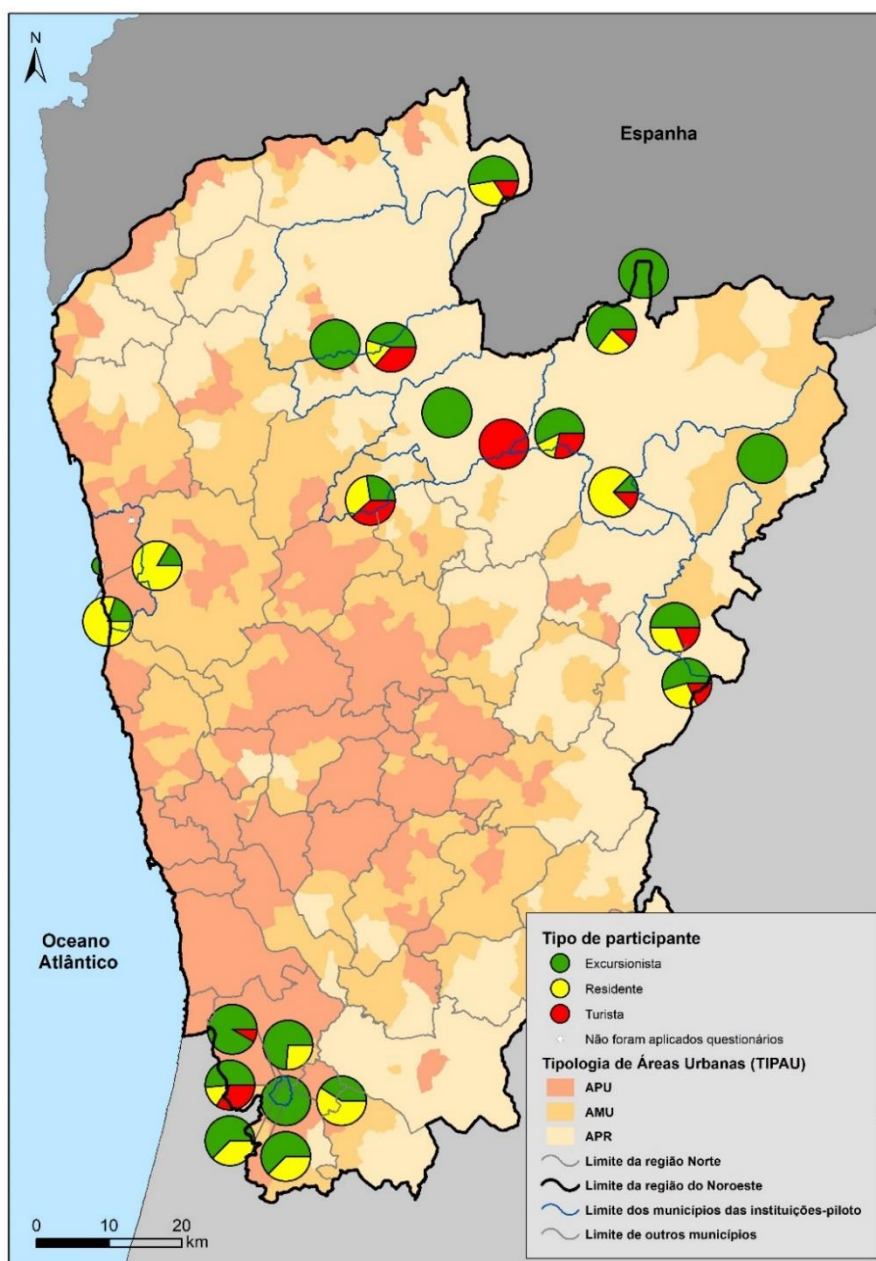 N
Espanha
Oceano
Atlântico
Tipo de participante
Excursionista
Residente
Turista
Não foram aplicados questionários
Tipologia de Áreas Urbanas (TIPAU)
APU
AMU
APR
Limite da região Norte
Limite da região do Noroeste
Limite dos municípios das instituições-piloto
Limite de outros municípios
0 10 20
km